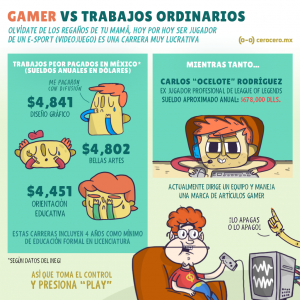 GAMER VS TRABAJOS ORDINARIOS
OLVÍDATE DE LOS REGAÑOS DE TU MAMÁ, HOY POR HOY SER JUGADOR
DE UN E-SPORT (VIDEOJUEGO) ES UNA CARRERA MUY LUCRATIVA
cerocero.mx
TRABAJOS PEOR PAGADOS EN MÉXICO*
(SUELDOS ANUALES EN DÓLARES)
ME PAGARON
CON DIFUSIÓN
$4,841
DISEÑO GRÁFICO
$4,802
BELLAS ARTES
$4,451
ORIENTACIÓN
EDUCATIVA
ESTAS CARRERAS INCLUYEN 4 AÑOS COMO MÍNIMO
DE EDUCACIÓN FORMAL EN LICENCIATURA
*SEGÚN DATOS DEL INEGI
ASÍ QUE TOMA EL CONTROL
Y PRESIONA "PLAY"
MIENTRAS TANTO...
CARLOS "OCELOTE" RODRÍGUEZ
EX JUGADOR PROFESIONAL DE LEAGUE OF LEGENDS
SUELDO APROXIMADO ANUAL: $678,000 DLLS.
ACTUALMENTE DIRIGE UN EQUIPO Y MANEJA
UNA MARCA DE ARTÍCULOS GAMER
¡LO APAGAS
O LO APAGO!